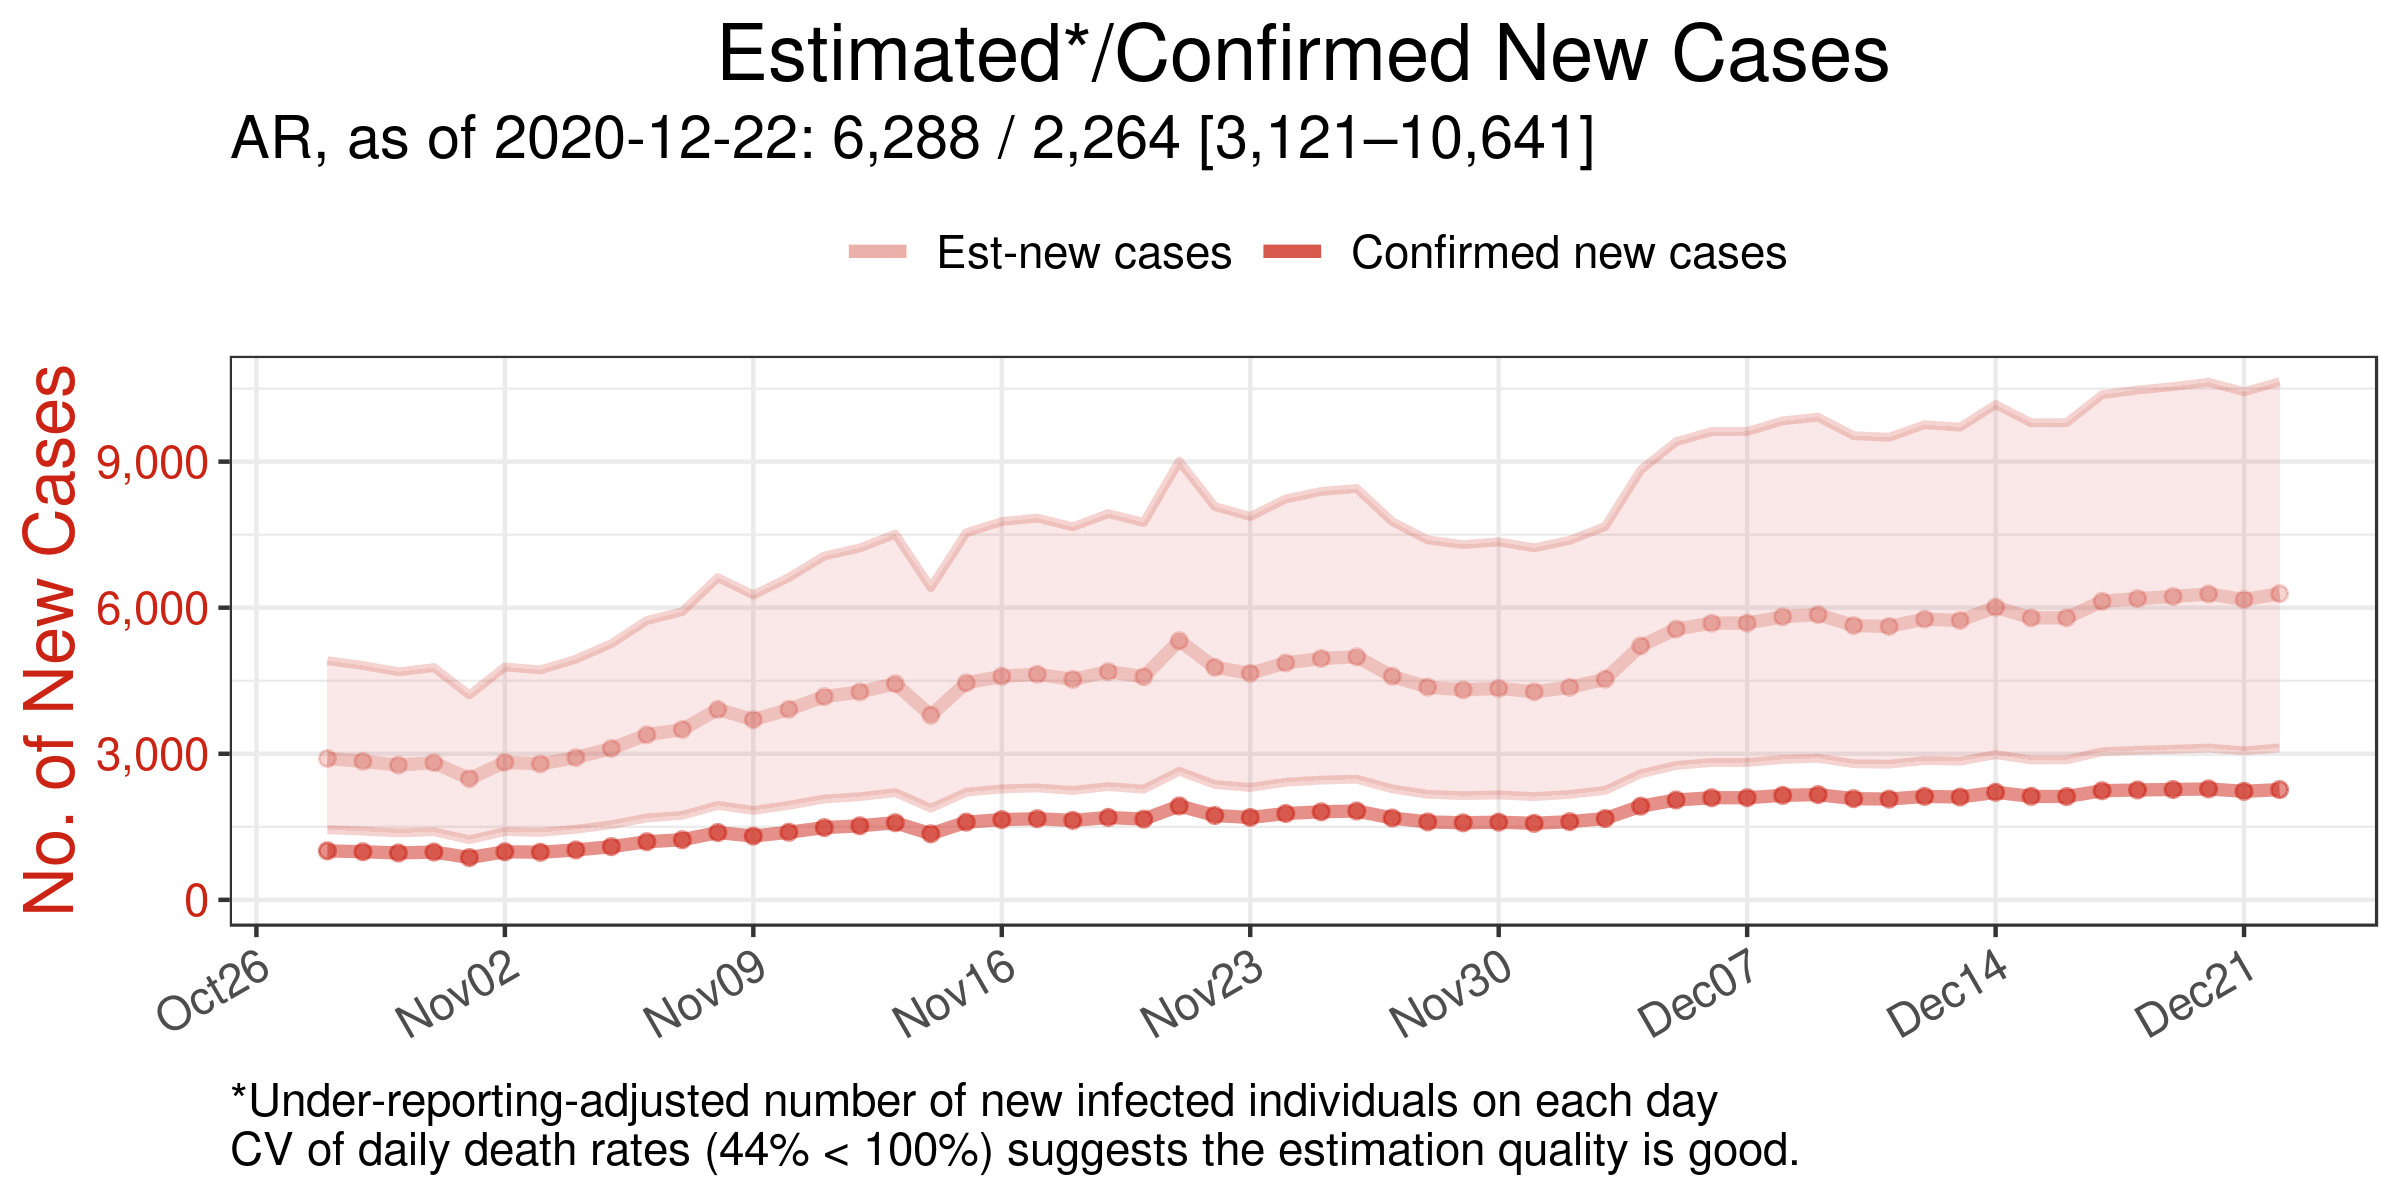 Estimated*/Confirmed New Cases
AR, as of 2020-12-22: 6,288 / 2,264 [3,121–10,641]
Est-new cases Confirmed new cases
No. of New Cases
9,000
6,000
3,000
0
Oct26 Nov02 Nov09 Nov16 Nov23 Nov30 Dec07 Dec14 Dec21
*Under-reporting-adjusted number of new infected individuals on each day
CV of daily death rates (44% < 100%) suggests the estimation quality is good.